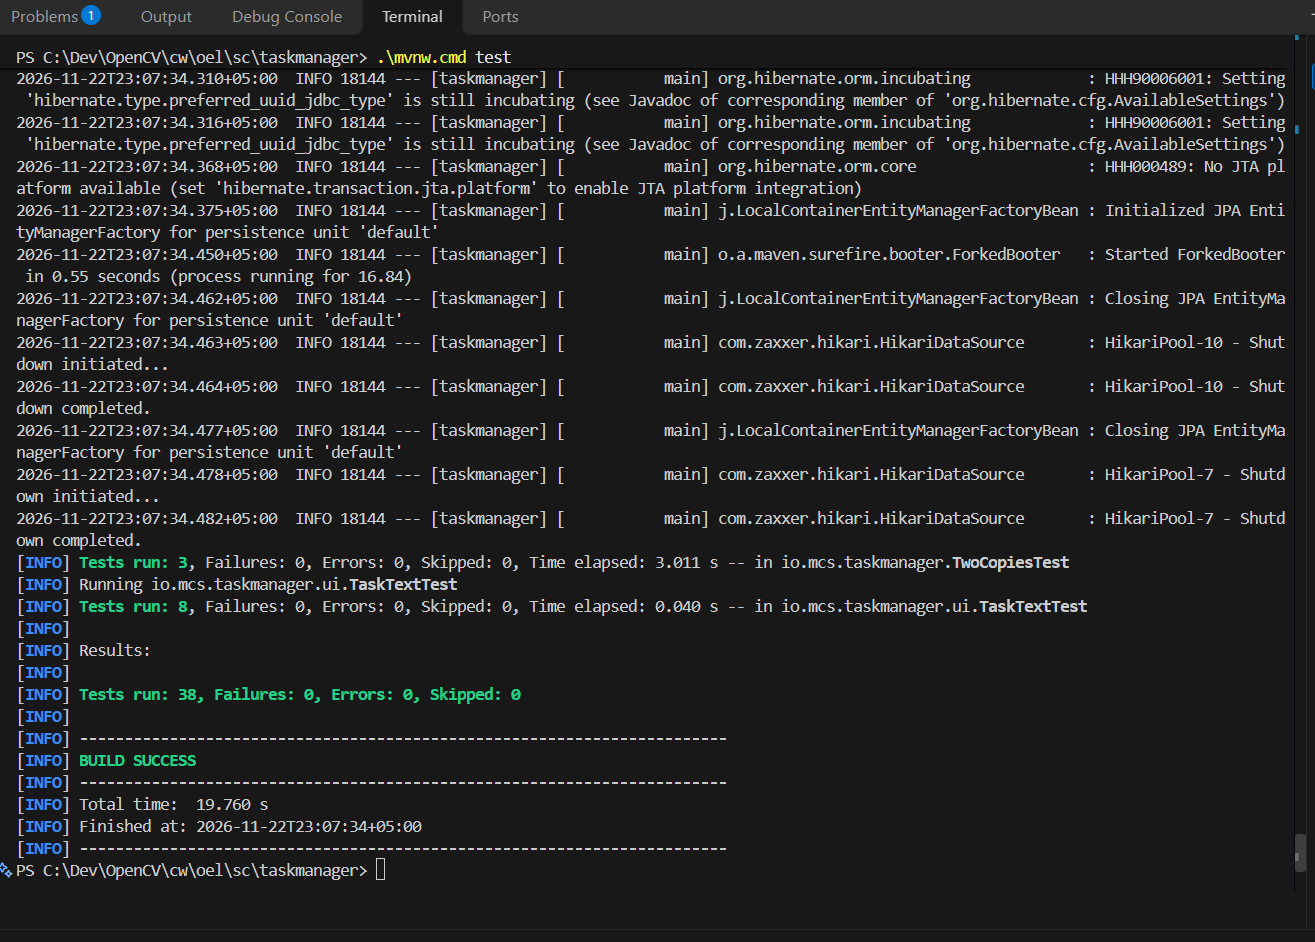 Problems 1 Output Debug Console Terminal Ports
PS C:\Dev\OpenCV\cw\oel\sc\taskmanager> .\mvnw.cmd test
2026-11-22T23:07:34.310+05:00  INFO 18144 --- [taskmanager] [           main] org.hibernate.orm.incubating             : HHH90006001: Setting
 'hibernate.type.preferred_uuid_jdbc_type' is still incubating (see Javadoc of corresponding member of 'org.hibernate.cfg.AvailableSettings')
2026-11-22T23:07:34.316+05:00  INFO 18144 --- [taskmanager] [           main] org.hibernate.orm.incubating             : HHH90006001: Setting
 'hibernate.type.preferred_uuid_jdbc_type' is still incubating (see Javadoc of corresponding member of 'org.hibernate.cfg.AvailableSettings')
2026-11-22T23:07:34.368+05:00  INFO 18144 --- [taskmanager] [           main] org.hibernate.orm.core                   : HHH000489: No JTA pl
atform available (set 'hibernate.transaction.jta.platform' to enable JTA platform integration)
2026-11-22T23:07:34.375+05:00  INFO 18144 --- [taskmanager] [           main] j.LocalContainerEntityManagerFactoryBean : Initialized JPA Enti
tyManagerFactory for persistence unit 'default'
2026-11-22T23:07:34.450+05:00  INFO 18144 --- [taskmanager] [           main] o.a.maven.surefire.booter.ForkedBooter   : Started ForkedBooter
 in 0.55 seconds (process running for 16.84)
2026-11-22T23:07:34.462+05:00  INFO 18144 --- [taskmanager] [           main] j.LocalContainerEntityManagerFactoryBean : Closing JPA EntityMa
nagerFactory for persistence unit 'default'
2026-11-22T23:07:34.463+05:00  INFO 18144 --- [taskmanager] [           main] com.zaxxer.hikari.HikariDataSource       : HikariPool-10 - Shut
down initiated...
2026-11-22T23:07:34.464+05:00  INFO 18144 --- [taskmanager] [           main] com.zaxxer.hikari.HikariDataSource       : HikariPool-10 - Shut
down completed.
2026-11-22T23:07:34.477+05:00  INFO 18144 --- [taskmanager] [           main] j.LocalContainerEntityManagerFactoryBean : Closing JPA EntityMa
nagerFactory for persistence unit 'default'
2026-11-22T23:07:34.478+05:00  INFO 18144 --- [taskmanager] [           main] com.zaxxer.hikari.HikariDataSource       : HikariPool-7 - Shutd
own initiated...
2026-11-22T23:07:34.482+05:00  INFO 18144 --- [taskmanager] [           main] com.zaxxer.hikari.HikariDataSource       : HikariPool-7 - Shutd
own completed.
[INFO] Tests run: 3, Failures: 0, Errors: 0, Skipped: 0, Time elapsed: 3.011 s -- in io.mcs.taskmanager.TwoCopiesTest
[INFO] Running io.mcs.taskmanager.ui.TaskTextTest
[INFO] Tests run: 8, Failures: 0, Errors: 0, Skipped: 0, Time elapsed: 0.040 s -- in io.mcs.taskmanager.ui.TaskTextTest
[INFO]
[INFO] Results:
[INFO]
[INFO] Tests run: 38, Failures: 0, Errors: 0, Skipped: 0
[INFO]
[INFO] ------------------------------------------------------------------------
[INFO] BUILD SUCCESS
[INFO] ------------------------------------------------------------------------
[INFO] Total time:  19.760 s
[INFO] Finished at: 2026-11-22T23:07:34+05:00
[INFO] ------------------------------------------------------------------------
PS C:\Dev\OpenCV\cw\oel\sc\taskmanager>